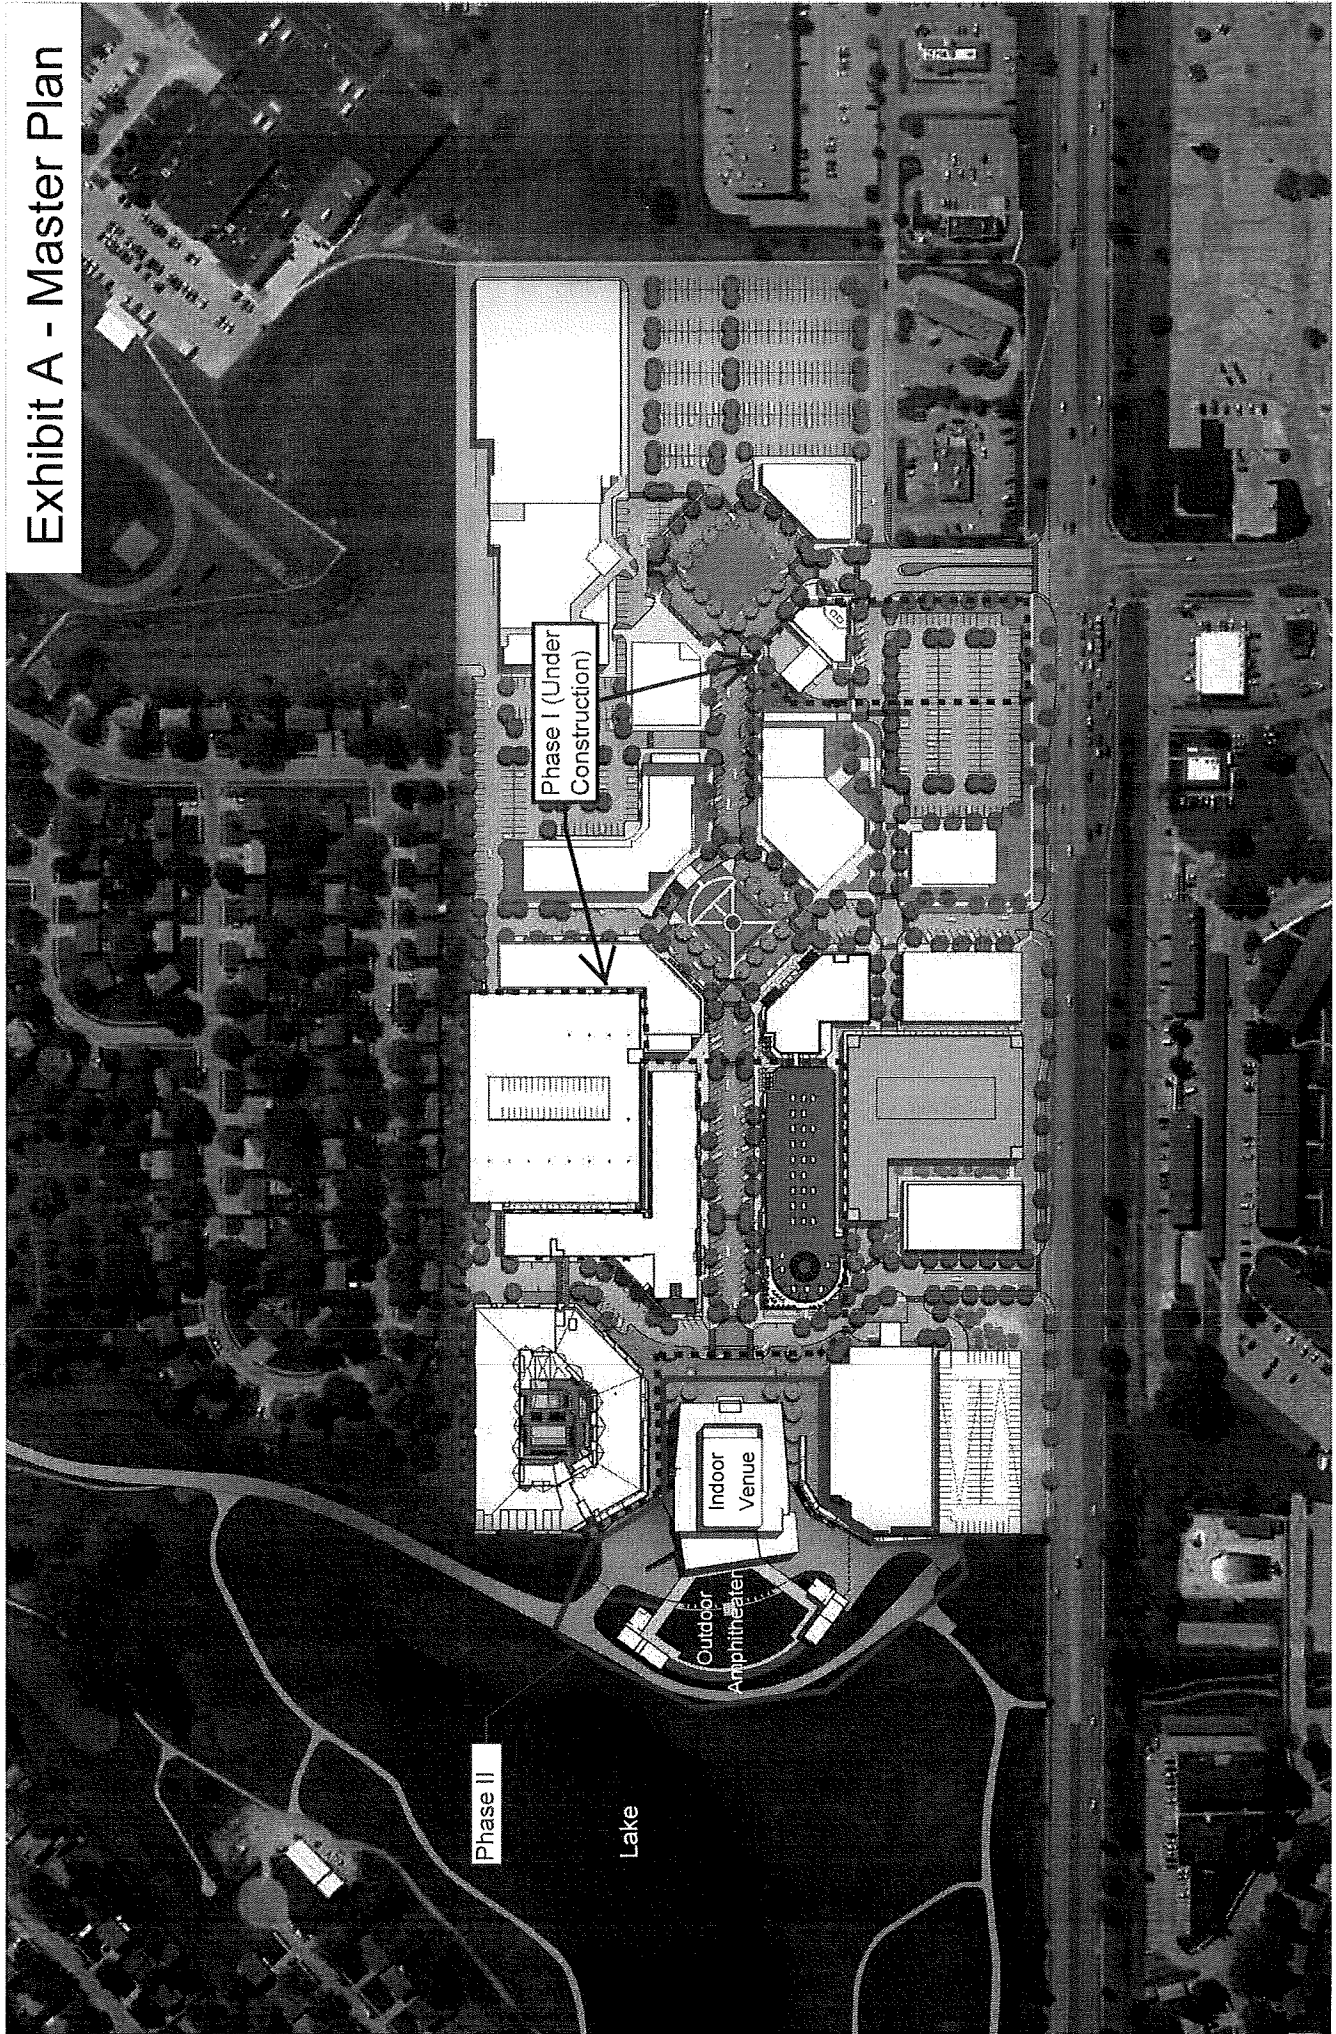 Exhibit A - Master Plan
Phase I (Under
Construction)
Indoor
Venue
Outdoor
Amphitheater
Phase II
Lake